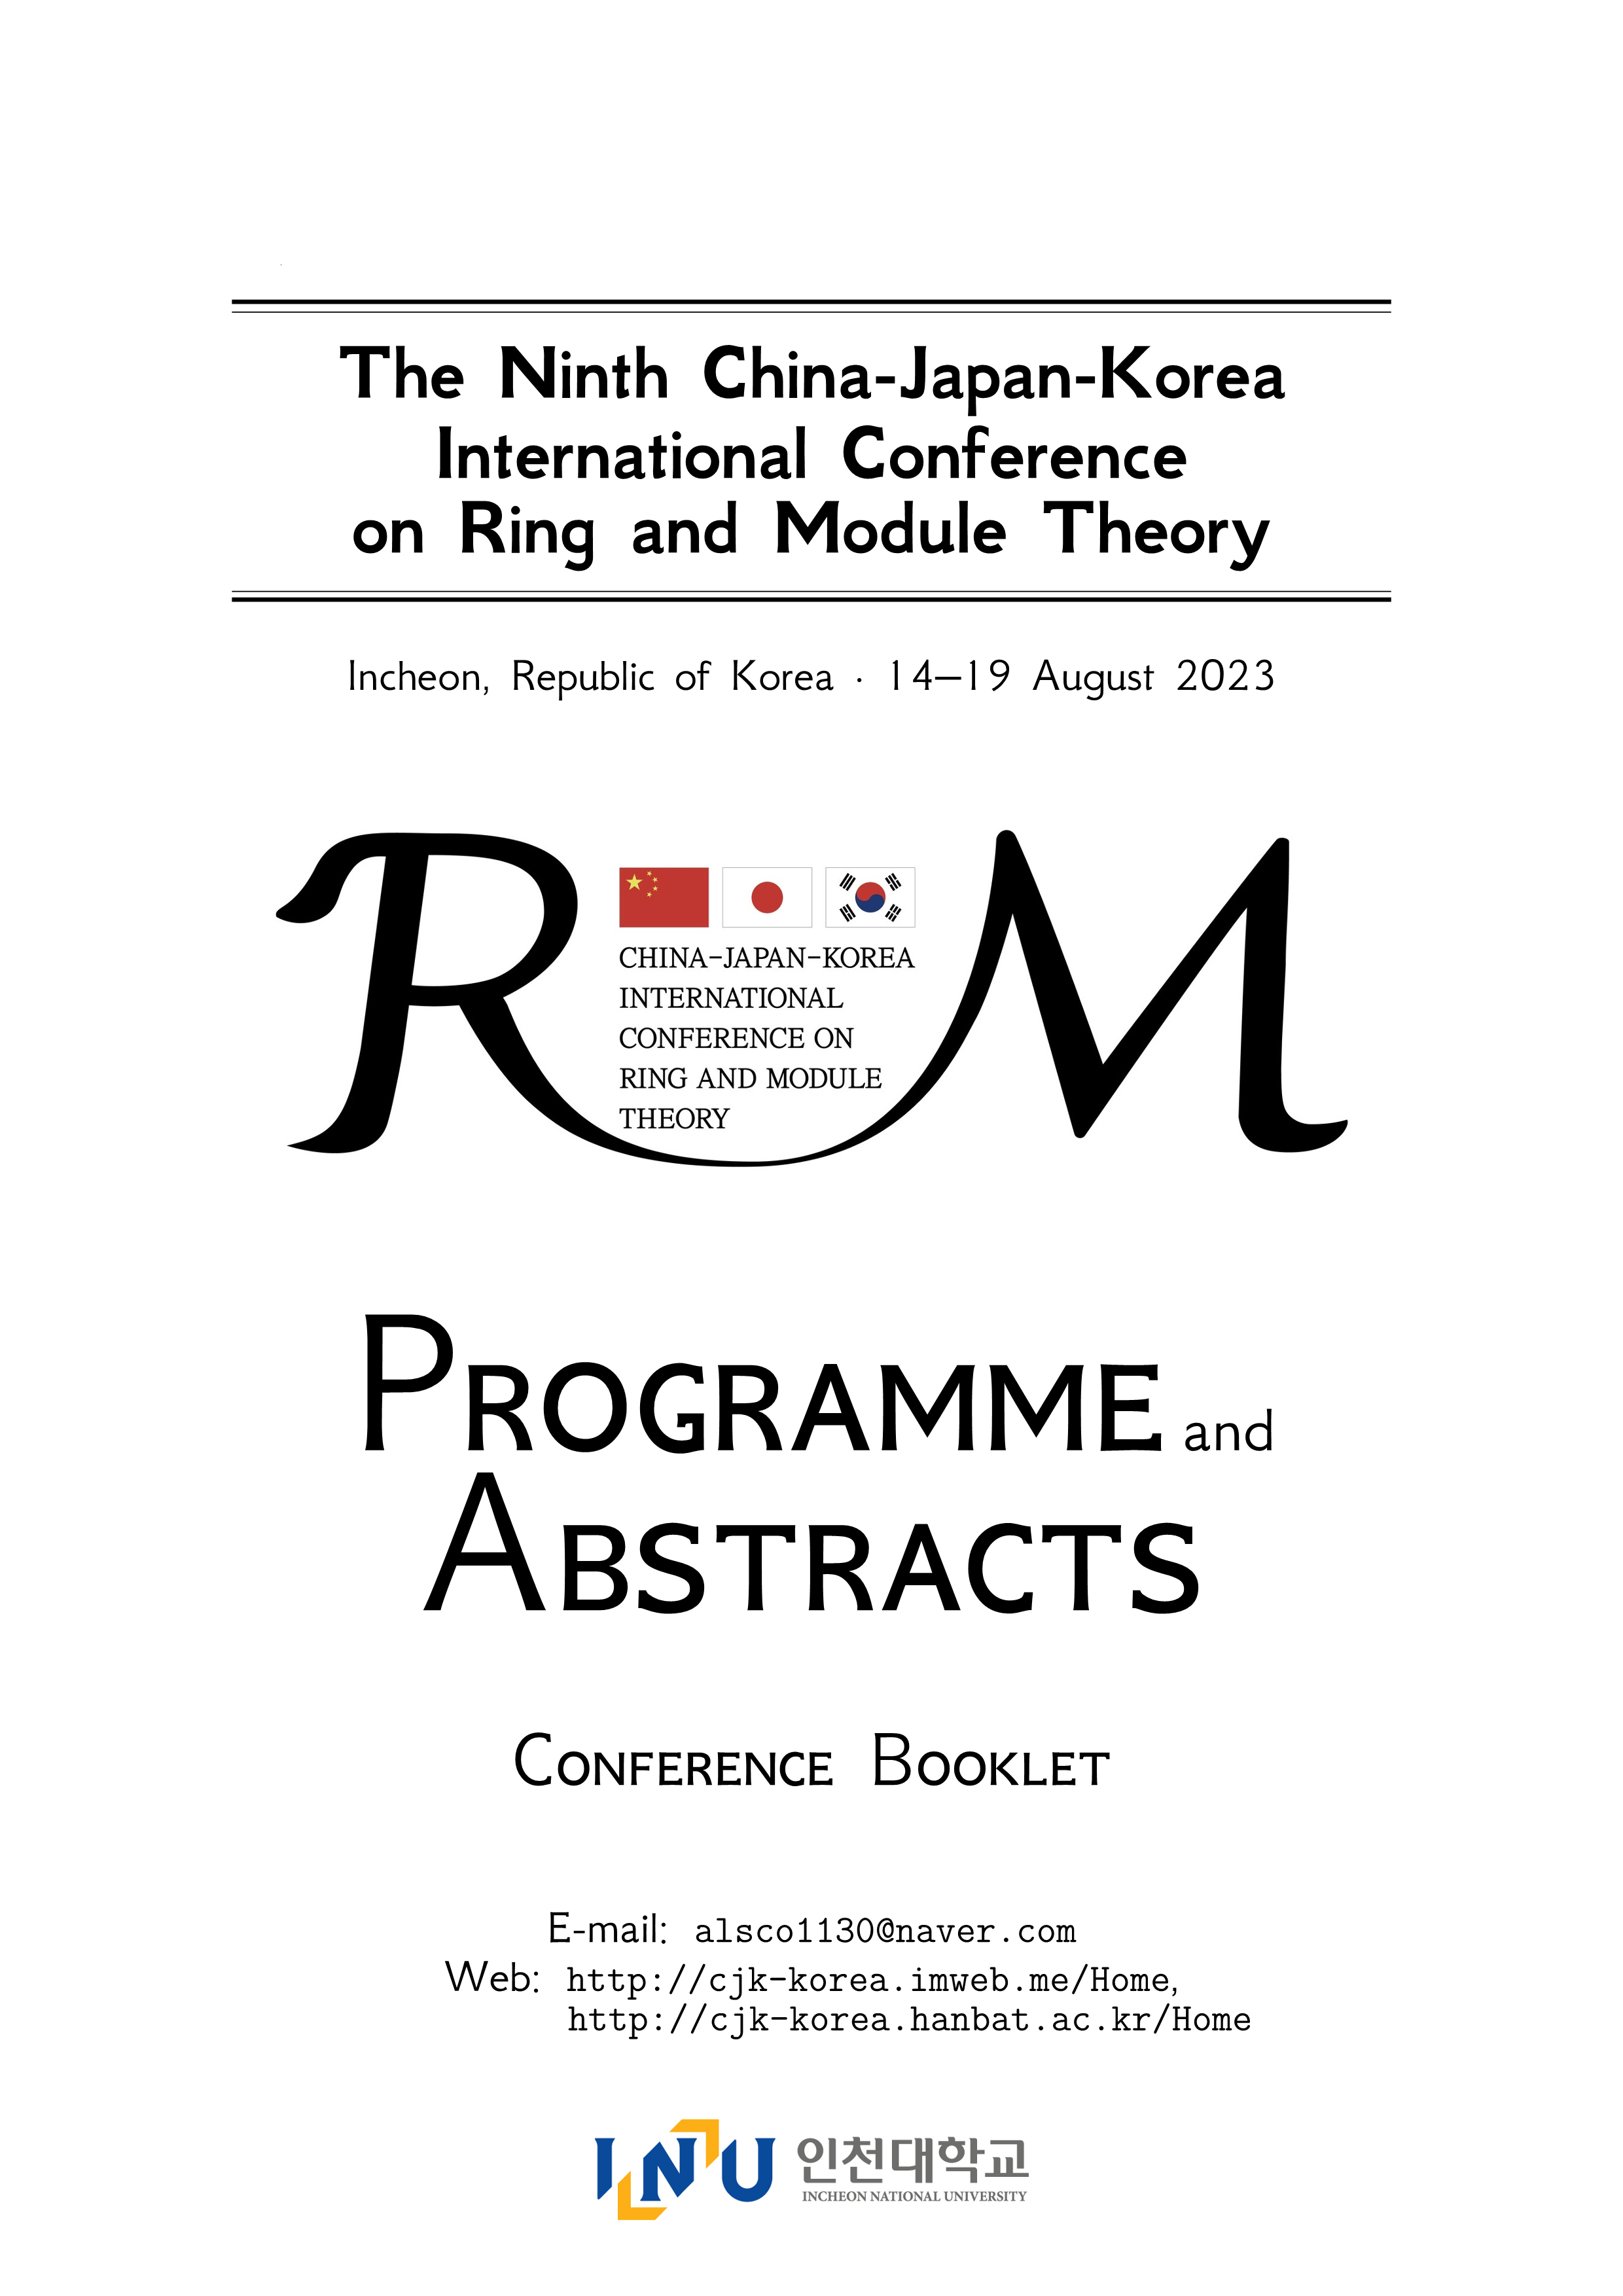 The Ninth China-Japan-Korea
International Conference
on Ring and Module Theory
Incheon, Republic of Korea · 14–19 August 2023
RM
CHINA-JAPAN-KOREA
INTERNATIONAL
CONFERENCE ON
RING AND MODULE
THEORY
PROGRAMME and
ABSTRACTS
CONFERENCE BOOKLET
E-mail: alsco1130@naver.com
Web: http://cjk-korea.imweb.me/Home,
http://cjk-korea.hanbat.ac.kr/Home
INU 인천대학교
INCHEON NATIONAL UNIVERSITY